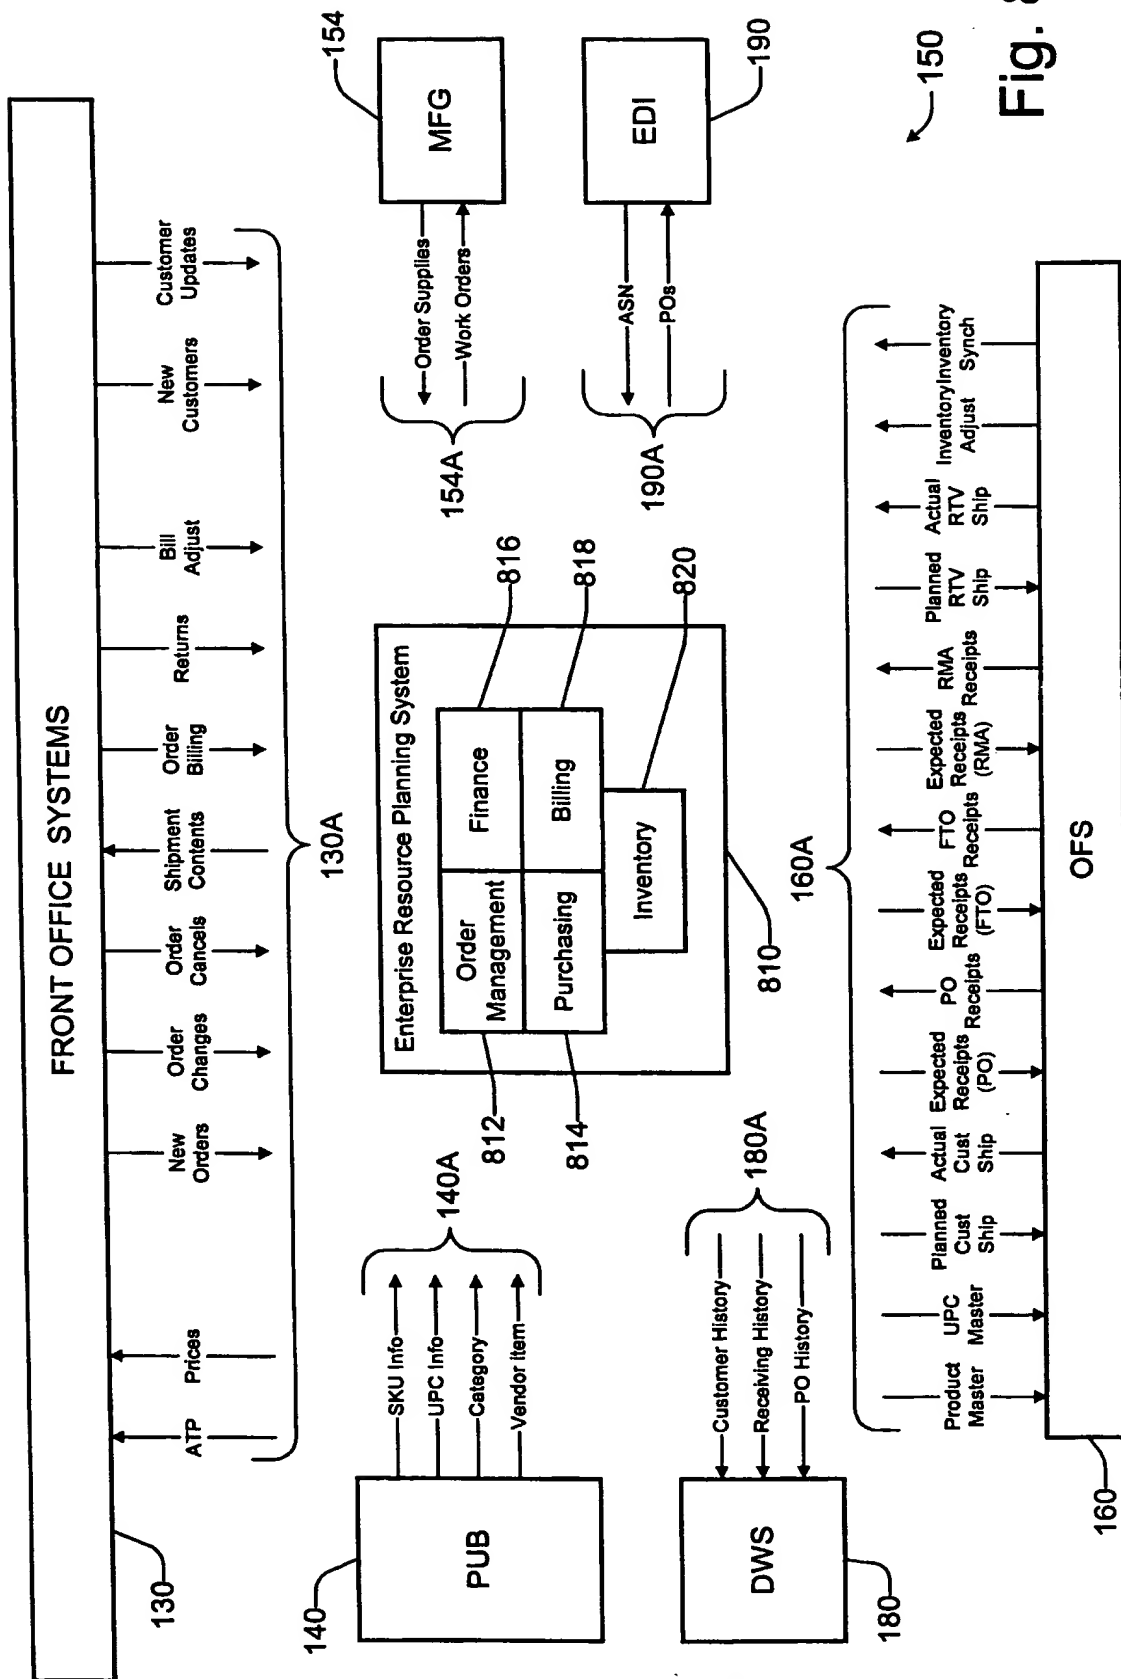 FRONT OFFICE SYSTEMS
130
ATP
Prices
New
Orders
Order
Changes
Order
Cancels
Shipment
Contents
Order
Billing
Returns
Bill
Adjust
New
Customers
Customer
Updates
130A
140
PUB
SKU Info
UPC Info
Category
Vendor Item
140A
Enterprise Resource Planning System
Order
Management
Finance
Purchasing
Billing
Inventory
812
814
816
818
820
810
154A
Order Supplies
Work Orders
MFG
154
DWS
180
Customer History
Receiving History
PO History
180A
190A
ASN
POs
EDI
190
160A
Product
Master
UPC
Master
Planned
Cust
Ship
Actual
Cust
Ship
Expected
Receipts
(PO)
PO
Receipts
Expected
Receipts
(FTO)
FTO
Receipts
Expected
Receipts
(RMA)
RMA
Receipts
Planned
RTV
Ship
Actual
RTV
Ship
Inventory
Adjust
Inventory
Synch
OFS
160
150
Fig. 8